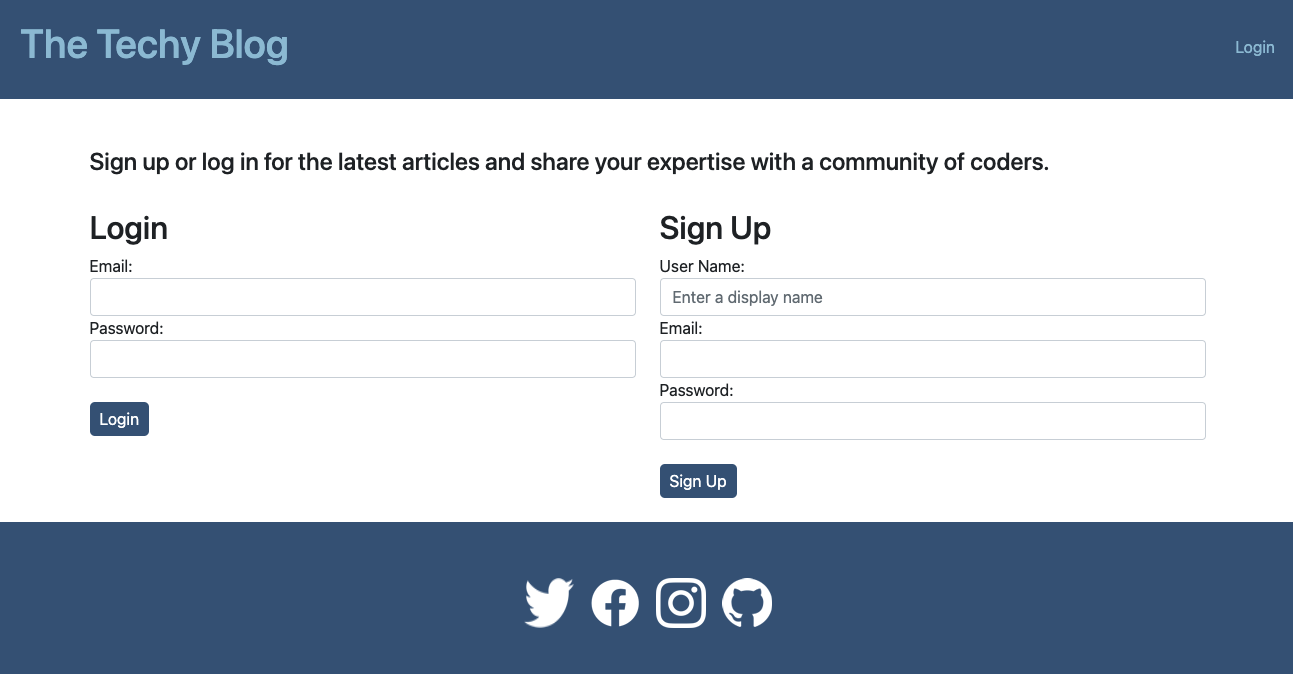 The Techy Blog
Login
Sign up or log in for the latest articles and share your expertise with a community of coders.
Login
Email:
Password:
Login
Sign Up
User Name:
Enter a display name
Email:
Password:
Sign Up